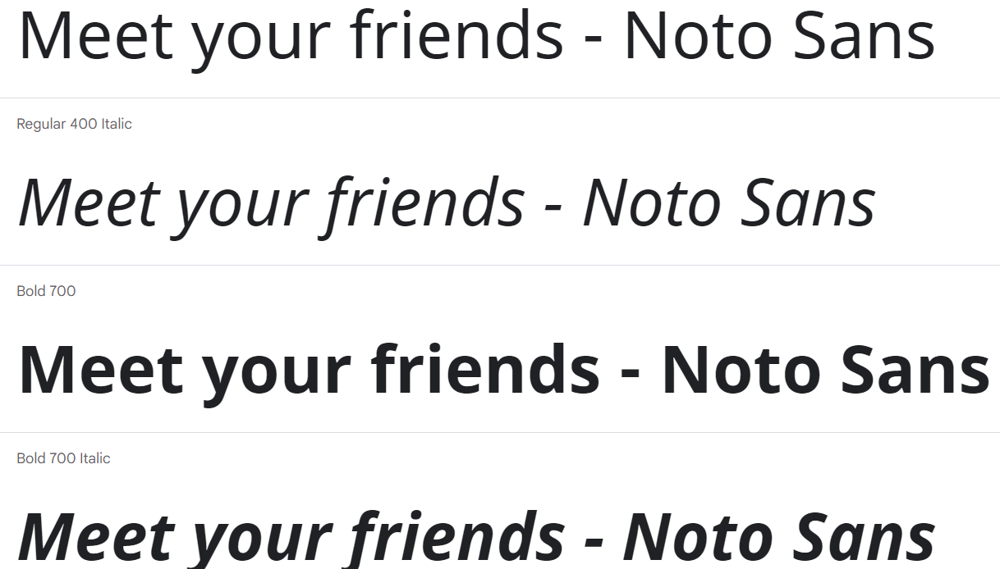 Meet your friends - Noto Sans
Regular 400 Italic
Meet your friends - Noto Sans
Bold 700
Meet your friends - Noto Sans
Bold 700 Italic
Meet your friends - Noto Sans